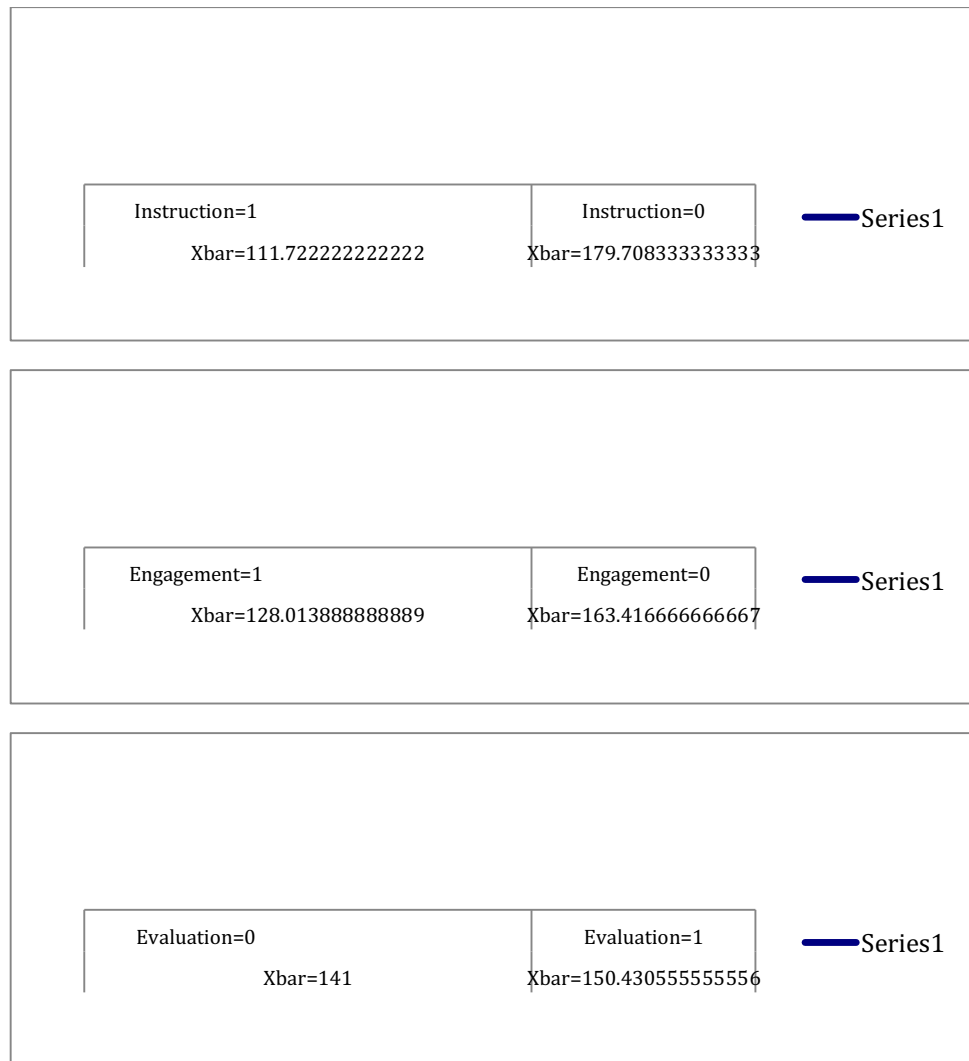 Instruction=1 Instruction=0
Series1
Xbar=111.722222222222 Xbar=179.708333333333
Engagement=1 Engagement=0
Series1
Xbar=128.013888888889 Xbar=163.416666666667
Evaluation=0 Evaluation=1
Series1
Xbar=141 Xbar=150.430555555556